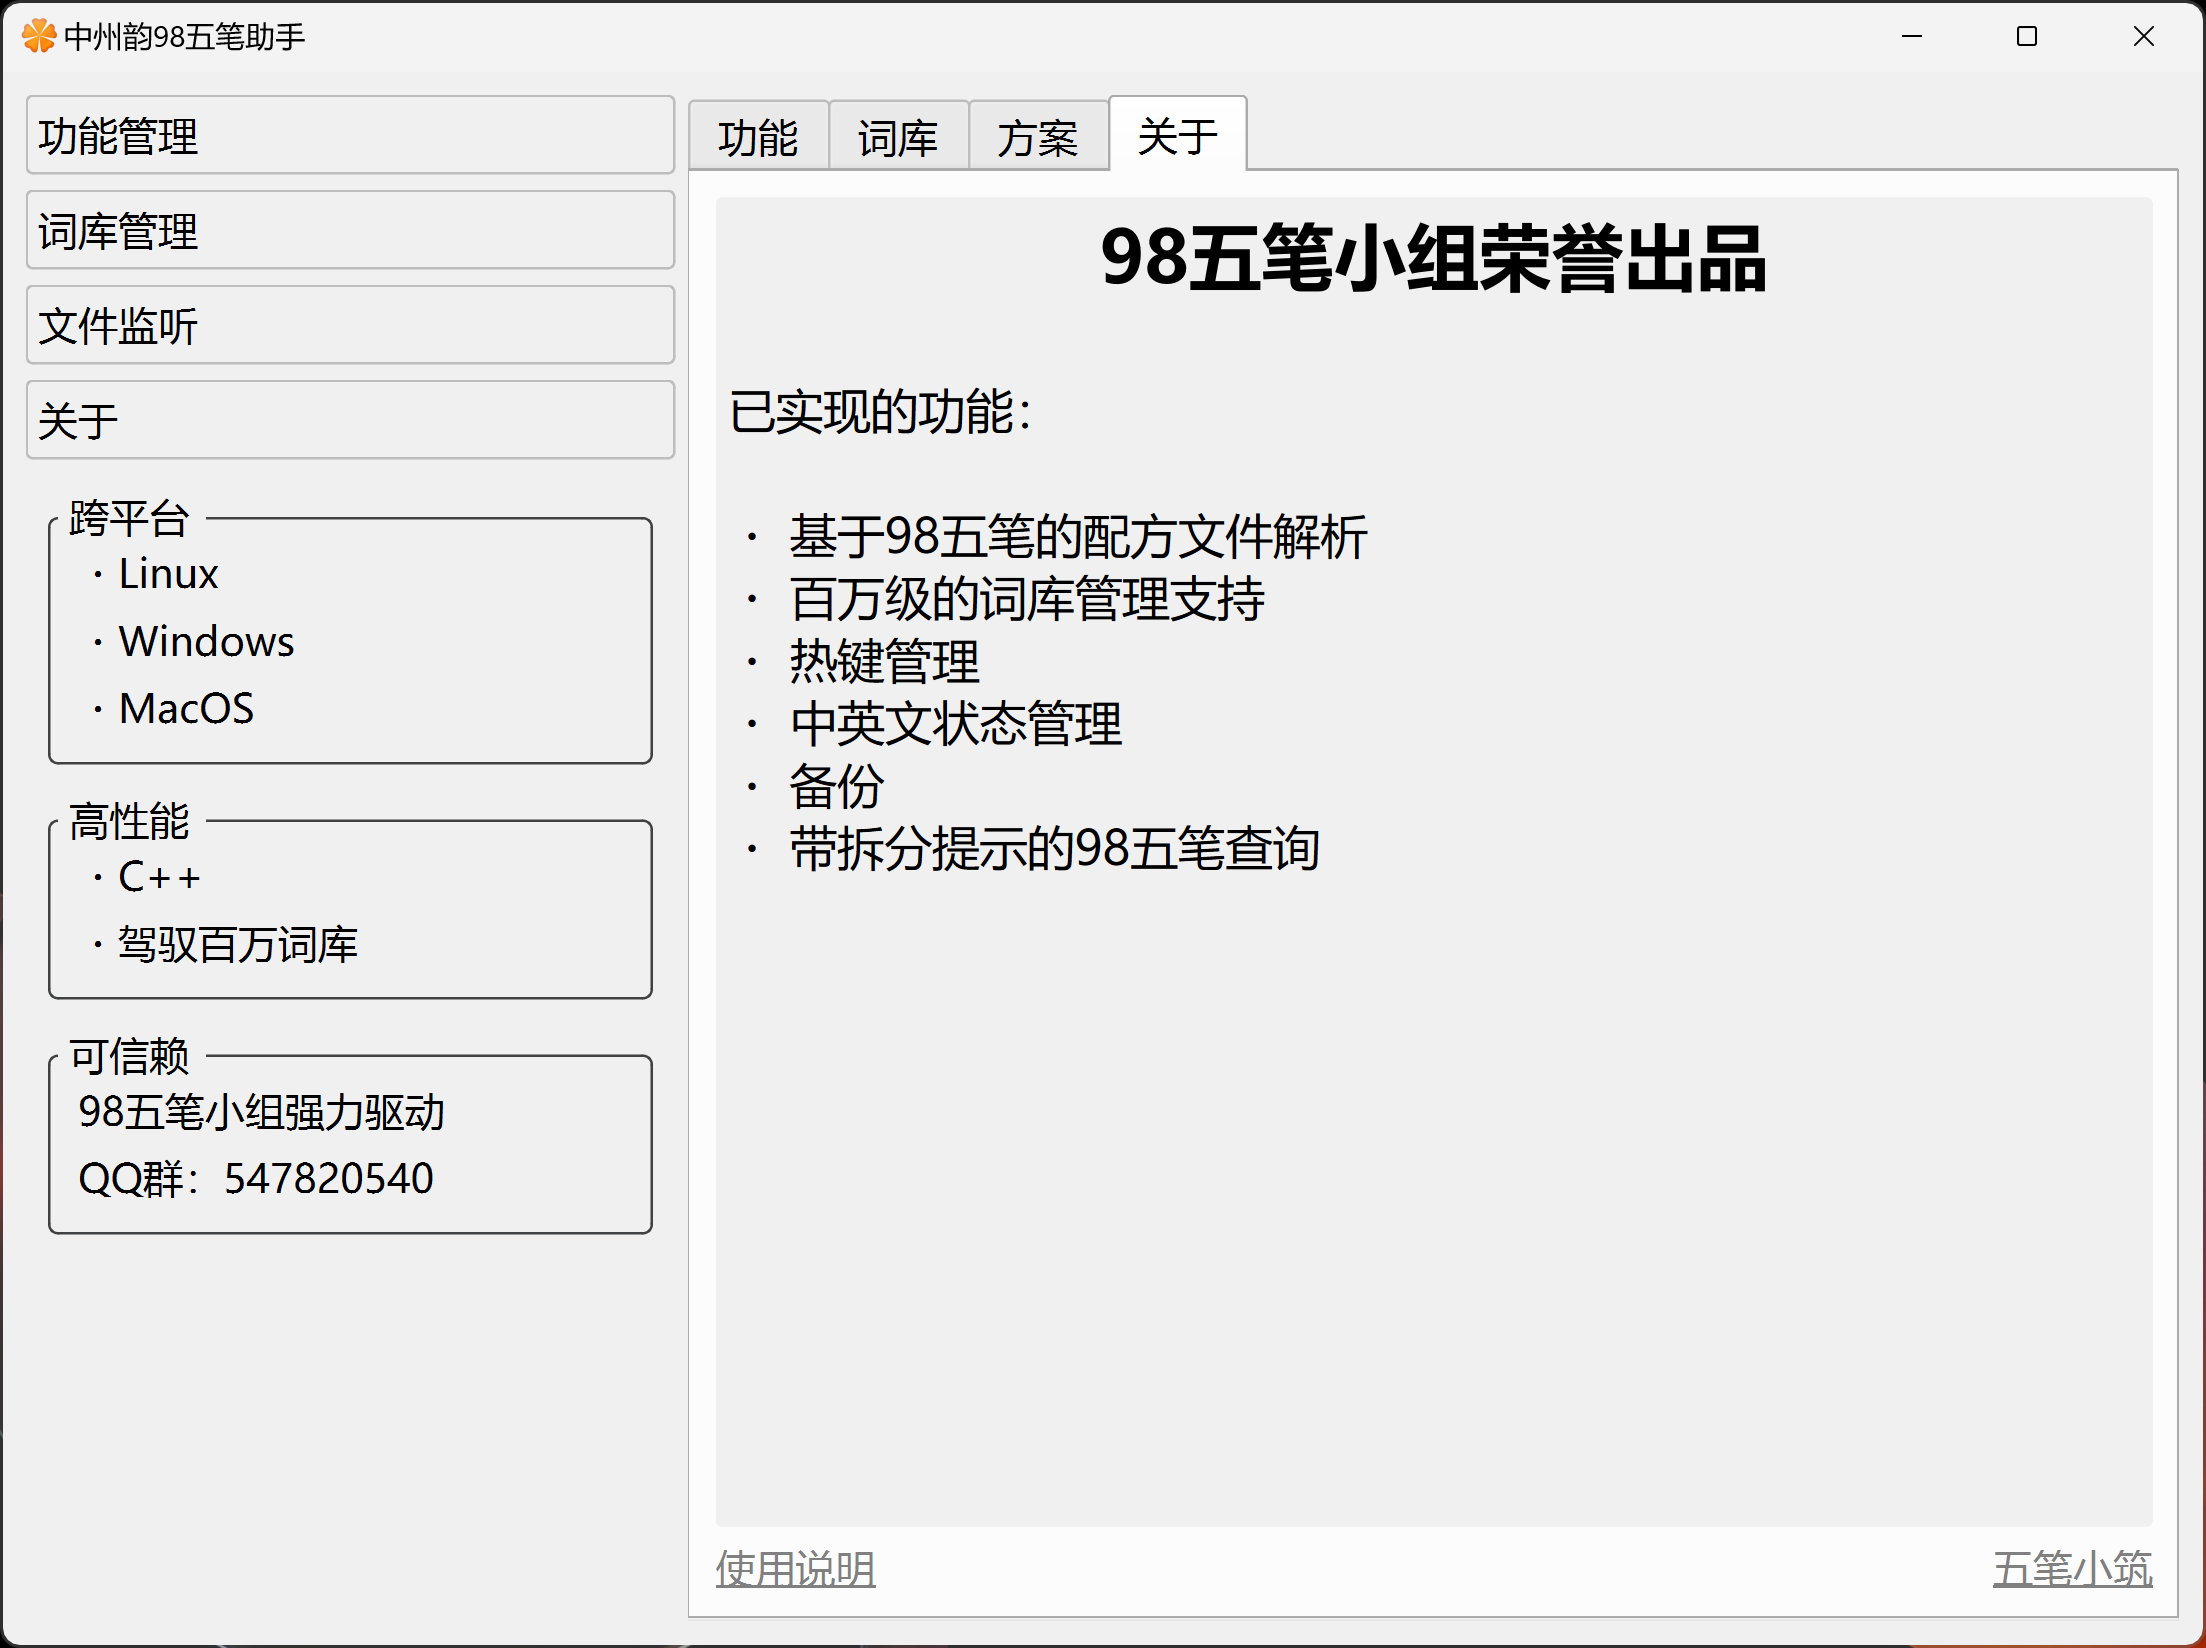 中州韵98五笔助手
功能管理
词库管理
文件监听
关于
跨平台
· Linux
· Windows
· MacOS
高性能
· C++
· 驾驭百万词库
可信赖
98五笔小组强力驱动
QQ群：547820540
功能 词库 方案 关于
98五笔小组荣誉出品
已实现的功能：
· 基于98五笔的配方文件解析
· 百万级的词库管理支持
· 热键管理
· 中英文状态管理
· 备份
· 带拆分提示的98五笔查询
使用说明 五笔小筑